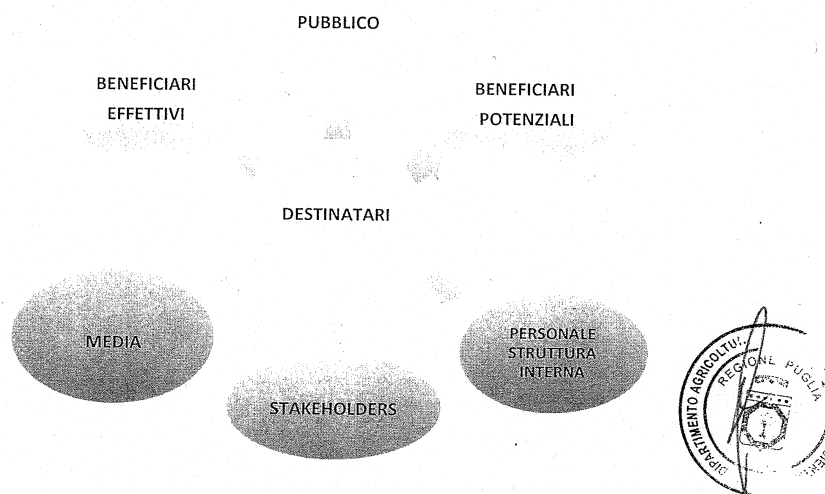 PUBBLICO
BENEFICIARI
EFFETTIVI
BENEFICIARI
POTENZIALI
DESTINATARI
MEDIA
PERSONALE
STRUTTURA
INTERNA
STAKEHOLDERS
DIPARTIMENTO AGRICOLTU
REGIONE PUGLIA